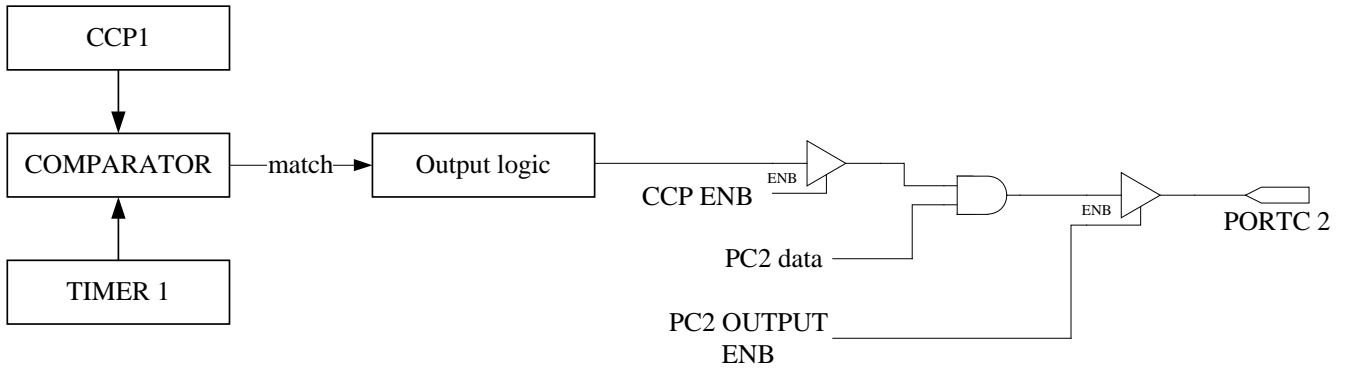 CCP1
COMPARATOR
match
Output logic
TIMER 1
ENB
CCP ENB
PC2 data
PC2 OUTPUT
ENB
ENB
PORTC 2